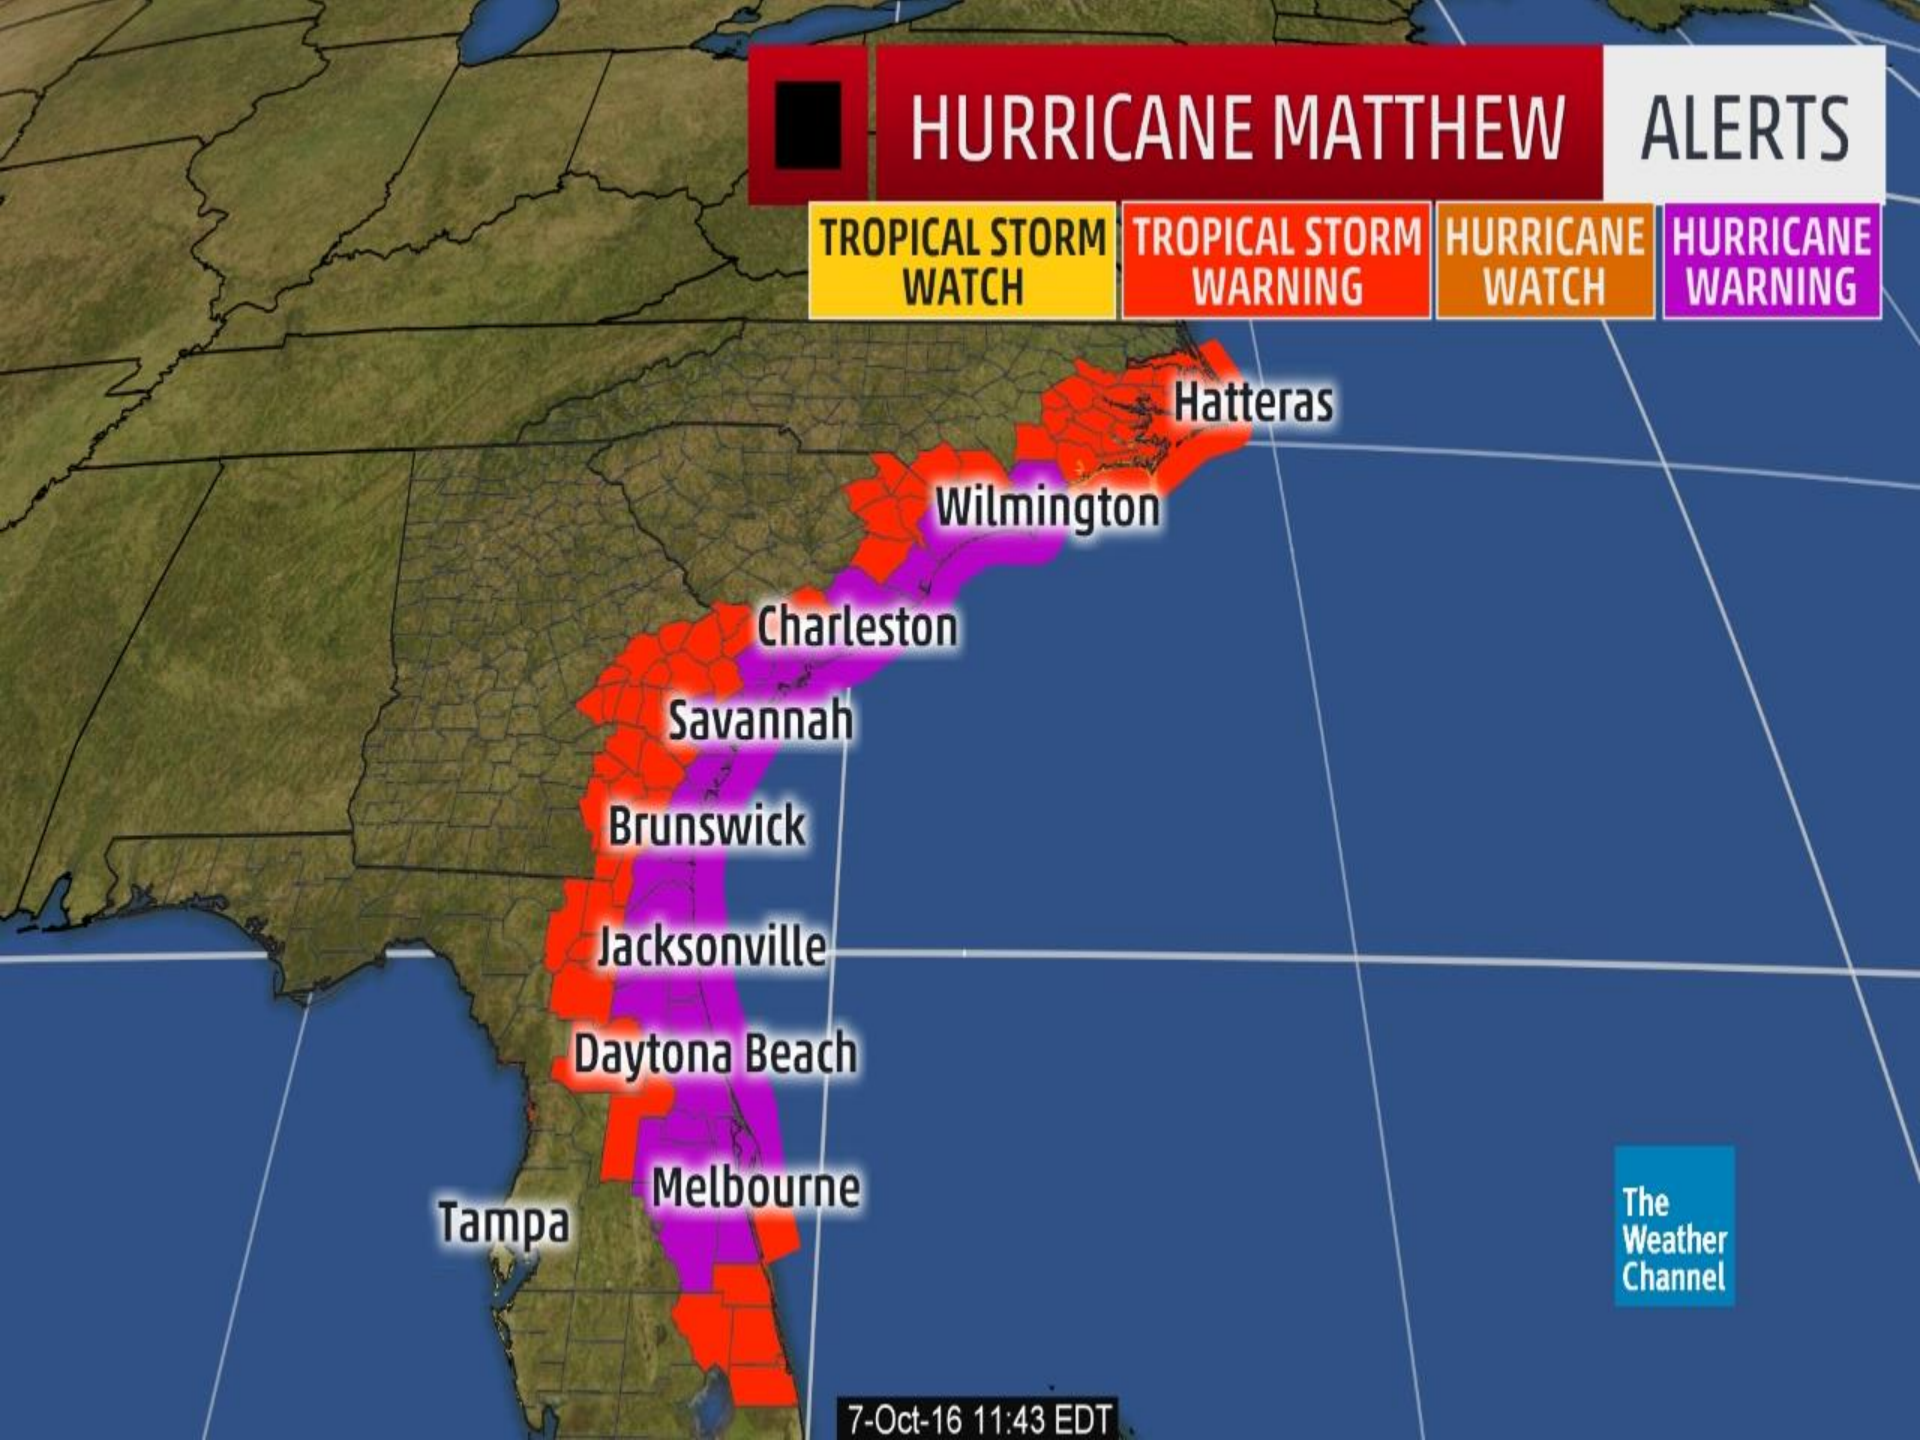 HURRICANE MATTHEW ALERTS
TROPICAL STORM
WATCH
TROPICAL STORM
WARNING
HURRICANE
WATCH
HURRICANE
WARNING
Hatteras
Wilmington
Charleston
Savannah
Brunswick
Jacksonville
Daytona Beach
Melbourne
Tampa
The
Weather
Channel
7-Oct-16 11:43 EDT